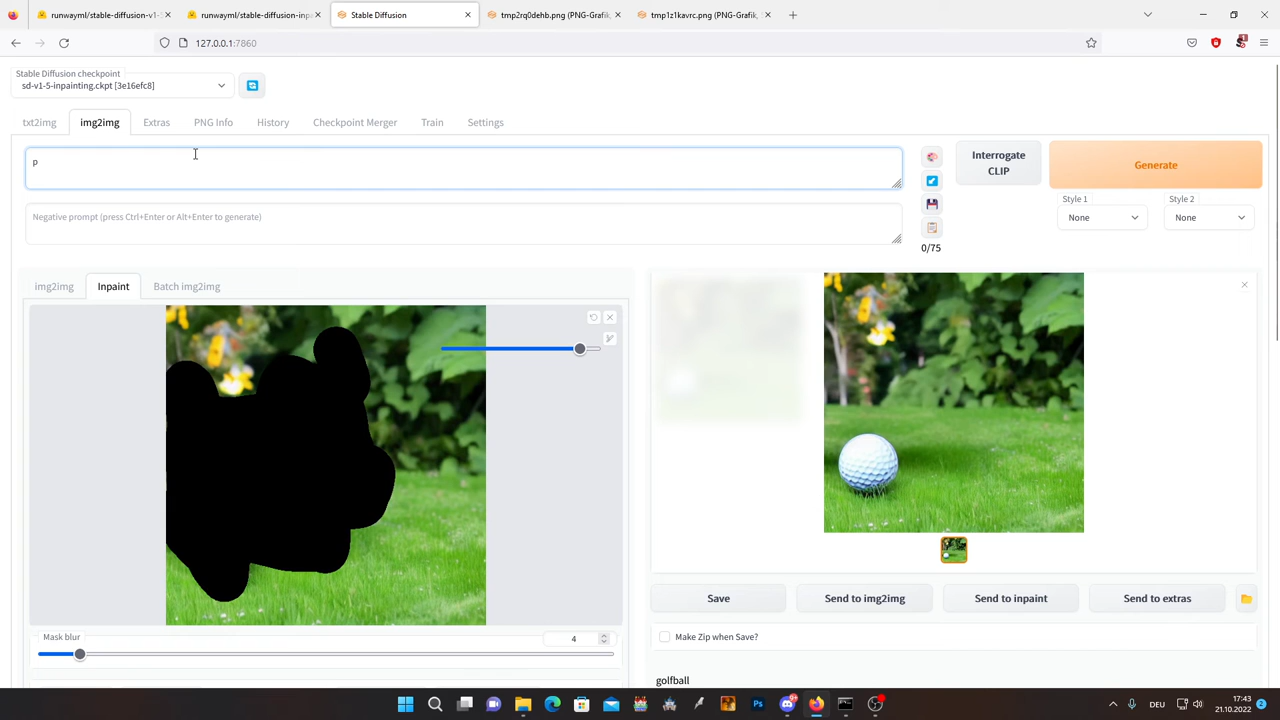 runwayml/stable-diffusion-v1-5
runwayml/stable-diffusion-inp
Stable Diffusion
tmp2rq0dehb.png (PNG-Grafik,
tmp1z1kavrc.png (PNG-Grafik,
127.0.0.1:7860
Stable Diffusion checkpoint
sd-v1-5-inpainting.ckpt [3e16efc8]
txt2img
img2img
Extras
PNG Info
History
Checkpoint Merger
Train
Settings
p
Interrogate CLIP
Generate
Style 1
Style 2
None
None
Negative prompt (press Ctrl+Enter or Alt+Enter to generate)
0/75
img2img
Inpaint
Batch img2img
Mask blur
4
Save
Send to img2img
Send to inpaint
Send to extras
Make Zip when Save?
golfball
DEU
17:43
21.10.2022